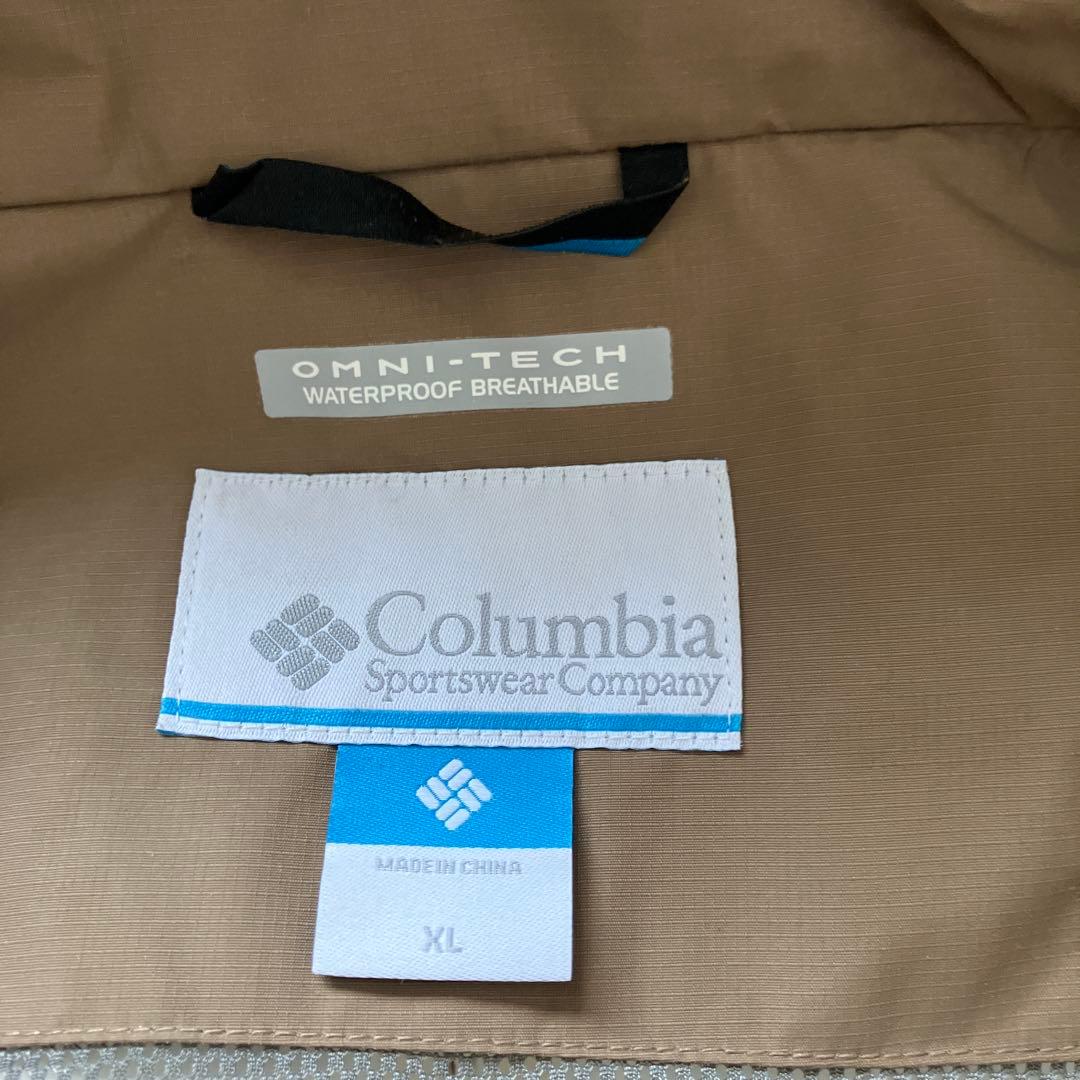 OMNI-TECH
WATERPROOF BREATHABLE
Columbia
Sportswear Company
MADE IN CHINA
XL